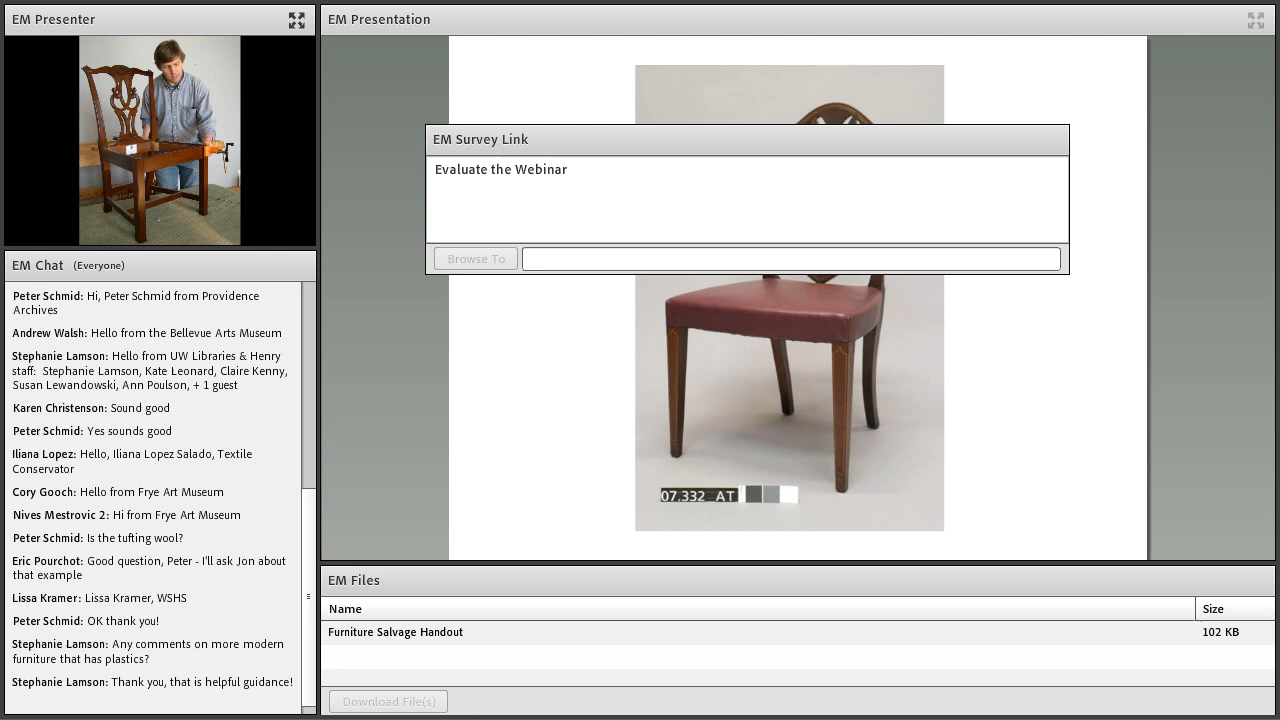 EM Presenter
EM Chat (Everyone)
Peter Schmid: Hi, Peter Schmid from Providence
Archives
Andrew Walsh: Hello from the Bellevue Arts Museum
Stephanie Lamson: Hello from UW Libraries & Henry
staff: Stephanie Lamson, Kate Leonard, Claire Kenny,
Susan Lewandowski, Ann Poulson, + 1 guest
Karen Christenson: Sound good
Peter Schmid: Yes sounds good
Iliana Lopez: Hello, Iliana Lopez Salado, Textile
Conservator
Cory Gooch: Hello from Frye Art Museum
Nives Mestrovic 2: Hi from Frye Art Museum
Peter Schmid: Is the tufting wool?
Eric Pourchot: Good question, Peter - I'll ask Jon about
that example
Lissa Kramer: Lissa Kramer, WSHS
Peter Schmid: OK thank you!
Stephanie Lamson: Any comments on more modern
furniture that has plastics?
Stephanie Lamson: Thank you, that is helpful guidance!
EM Presentation
EM Survey Link
Evaluate the Webinar
Browse To
07.332_AT
EM Files
Name Size
Furniture Salvage Handout 102 KB
Download File(s)